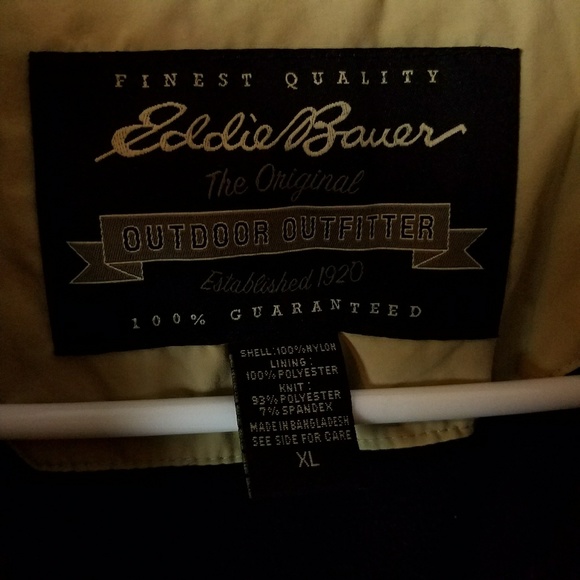 FINEST QUALITY
Eddie Bauer
The Original
OUTDOOR OUTFITTER
Established 1920
100% GUARANTEED
SHELL: 100% NYLON
LINING:
100% POLYESTER
KNIT:
93% POLYESTER
7% SPANDEX
MADE IN BANGLADESH
SEE SIDE FOR CARE
XL